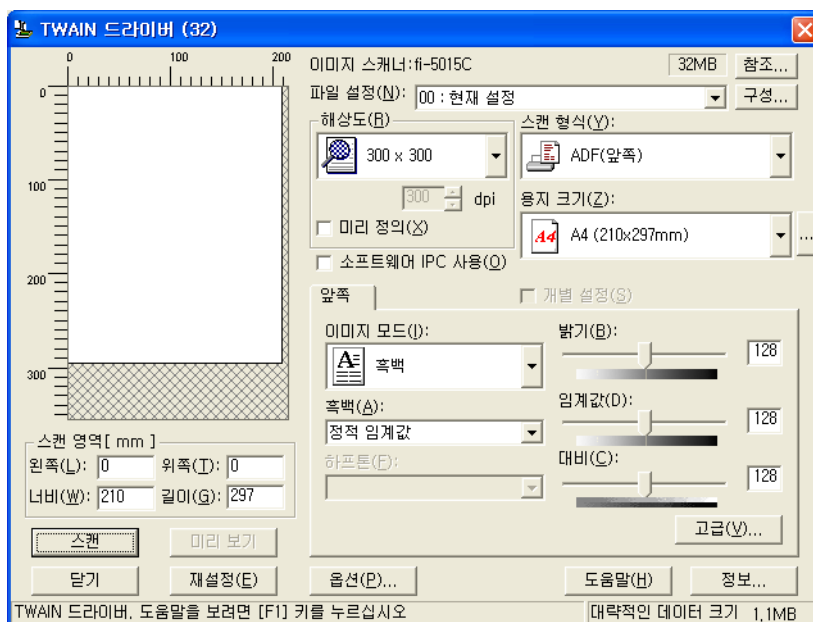 TWAIN 드라이버 (32)
0 100 200
0
100
200
300
이미지 스캐너:fi-5015C 32MB 참조...
파일 설정(N): 00 : 현재 설정 구성...
해상도(R)
300 x 300
300 dpi
미리 정의(X)
스캔 형식(Y):
ADF(앞쪽)
용지 크기(Z):
A4 A4 (210x297mm) ...
소프트웨어 IPC 사용(O)
앞쪽 개별 설정(S)
이미지 모드(I):
A 흑백
흑백(A):
정적 임계값
하프톤(F):
밝기(B):
128
임계값(D):
128
대비(C):
128
고급(V)...
스캔 영역[ mm ]
왼쪽(L): 0 위쪽(T): 0
너비(W): 210 길이(G): 297
스캔 미리 보기
닫기 재설정(E) 옵션(P)... 도움말(H) 정보...
TWAIN 드라이버, 도움말을 보려면 [F1] 키를 누르십시오 대략적인 데이터 크기 1,1MB